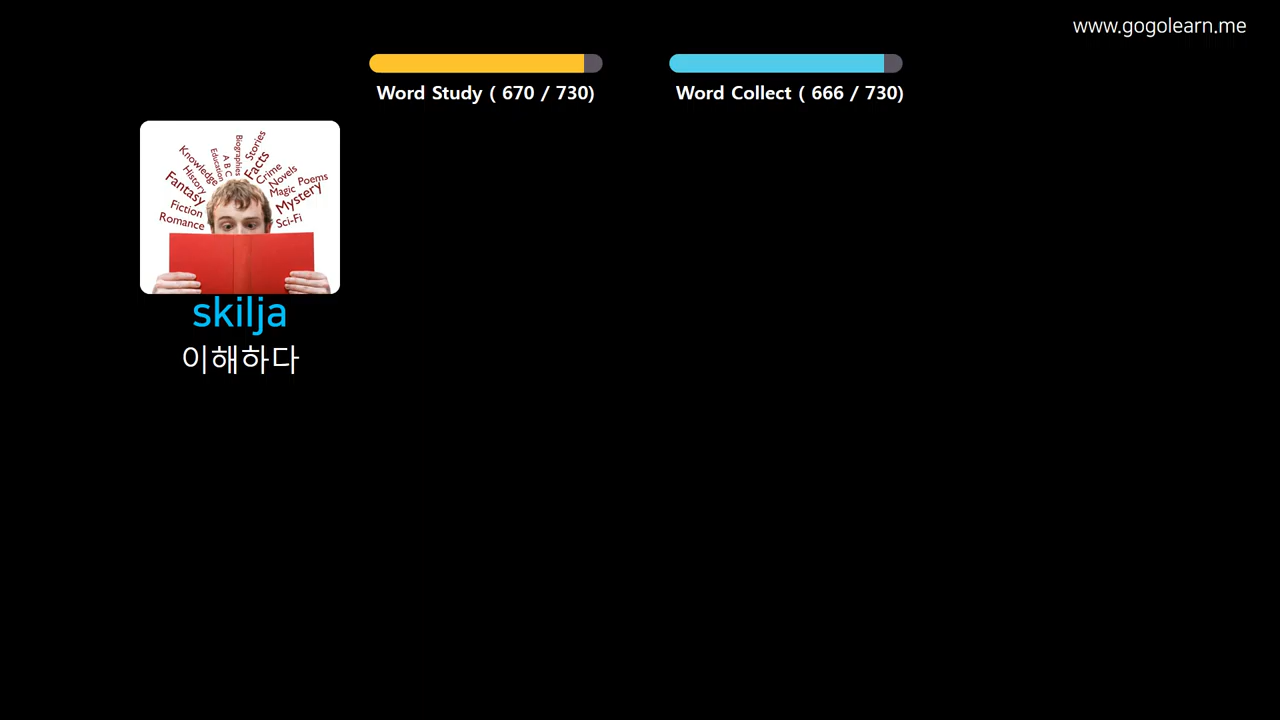 www.gogolearn.me
Word Study ( 670 / 730)
Word Collect ( 666 / 730)
Biographies
Stories
Facts
A B C
Education
Knowledge
Crime
History
Novels
Fantasy
Magic
Poems
Mystery
Fiction
Romance
Sci-Fi
skilja
이해하다